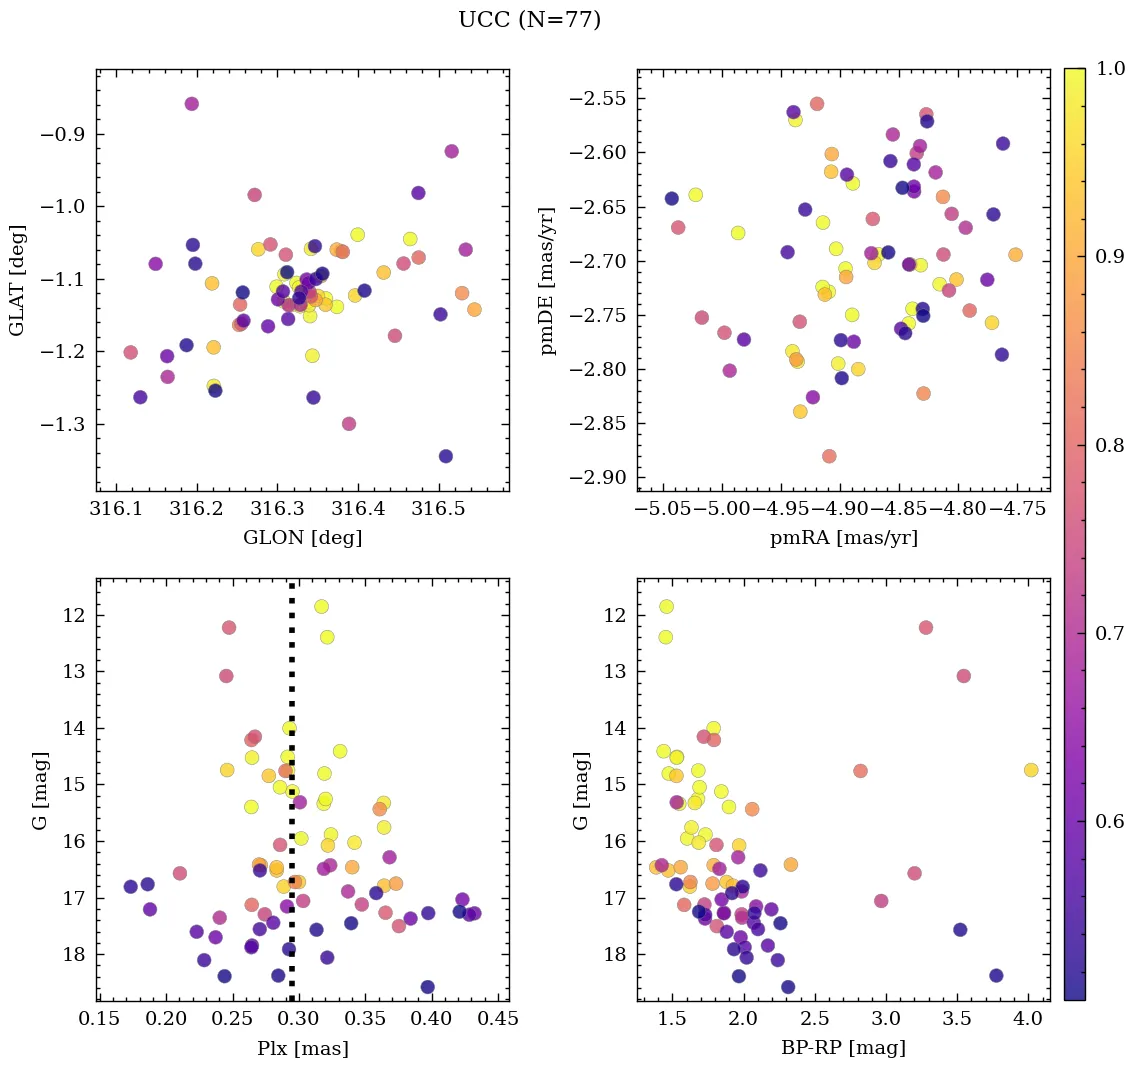 UCC (N=77)
−0.9
−1.0
−1.1
−1.2
−1.3
GLAT [deg]
316.1 316.2 316.3 316.4 316.5
GLON [deg]
−2.55
−2.60
−2.65
−2.70
−2.75
−2.80
−2.85
−2.90
pmDE [mas/yr]
−5.05 −5.00 −4.95 −4.90 −4.85 −4.80 −4.75
pmRA [mas/yr]
1.0
0.9
0.8
0.7
0.6
12
13
14
15
16
17
18
G [mag]
0.15 0.20 0.25 0.30 0.35 0.40 0.45
Plx [mas]
12
13
14
15
16
17
18
G [mag]
1.5 2.0 2.5 3.0 3.5 4.0
BP-RP [mag]